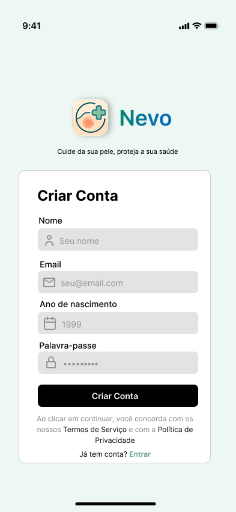 9:41
Nevo
Cuide da sua pele, proteja a sua saúde
Criar Conta
Nome
Seu nome
Email
seu@email.com
Ano de nascimento
1999
Palavra-passe
•••••••••
Criar Conta
Ao clicar em continuar, você concorda com os
nossos Termos de Serviço e com a Política de
Privacidade
Já tem conta? Entrar